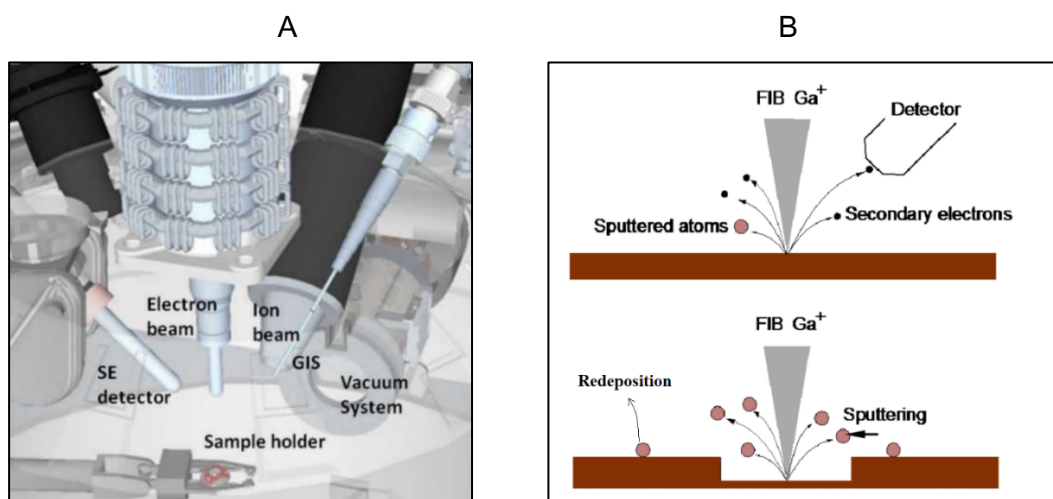 A
B
Electron
beam
Ion
beam
GIS
SE
detector
Vacuum
System
Sample holder
FIB Ga+
Detector
Sputtered atoms
Secondary electrons
FIB Ga+
Redeposition
Sputtering